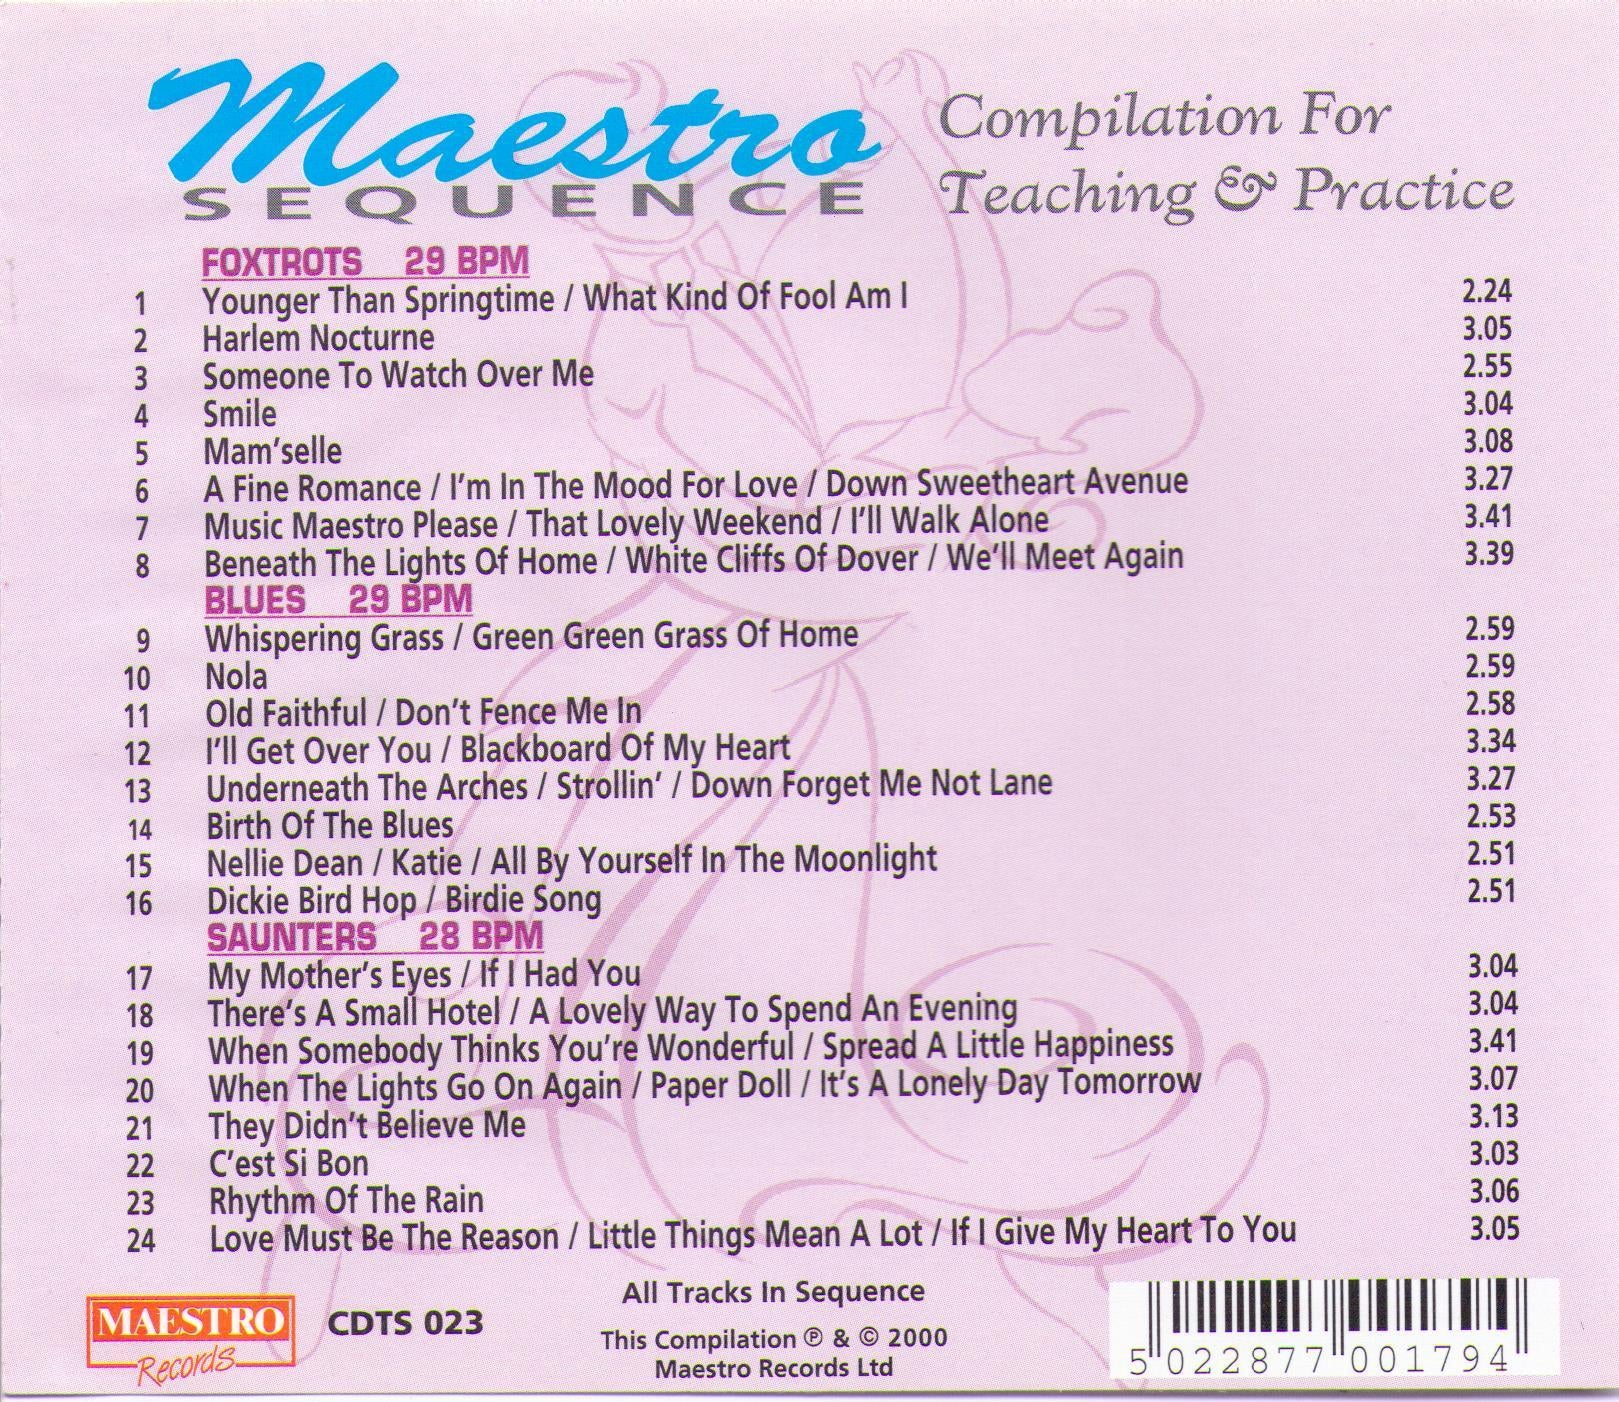 Maestro
SEQUENCE
Compilation For
Teaching & Practice
FOXTROTS 29 BPM
1 Younger Than Springtime / What Kind Of Fool Am I 2.24
2 Harlem Nocturne 3.05
3 Someone To Watch Over Me 2.55
4 Smile 3.04
5 Mam'selle 3.08
6 A Fine Romance / I'm In The Mood For Love / Down Sweetheart Avenue 3.27
7 Music Maestro Please / That Lovely Weekend / I'll Walk Alone 3.41
8 Beneath The Lights Of Home / White Cliffs Of Dover / We'll Meet Again 3.39
BLUES 29 BPM
9 Whispering Grass / Green Green Grass Of Home 2.59
10 Nola 2.59
11 Old Faithful / Don't Fence Me In 2.58
12 I'll Get Over You / Blackboard Of My Heart 3.34
13 Underneath The Arches / Strollin' / Down Forget Me Not Lane 3.27
14 Birth Of The Blues 2.53
15 Nellie Dean / Katie / All By Yourself In The Moonlight 2.51
16 Dickie Bird Hop / Birdie Song 2.51
SAUNTERS 28 BPM
17 My Mother's Eyes / If I Had You 3.04
18 There's A Small Hotel / A Lovely Way To Spend An Evening 3.04
19 When Somebody Thinks You're Wonderful / Spread A Little Happiness 3.41
20 When The Lights Go On Again / Paper Doll / It's A Lonely Day Tomorrow 3.07
21 They Didn't Believe Me 3.13
22 C'est Si Bon 3.03
23 Rhythm Of The Rain 3.06
24 Love Must Be The Reason / Little Things Mean A Lot / If I Give My Heart To You 3.05
MAESTRO
Records
CDTS 023
All Tracks In Sequence
This Compilation ℗ & © 2000
Maestro Records Ltd
5 022877 001794